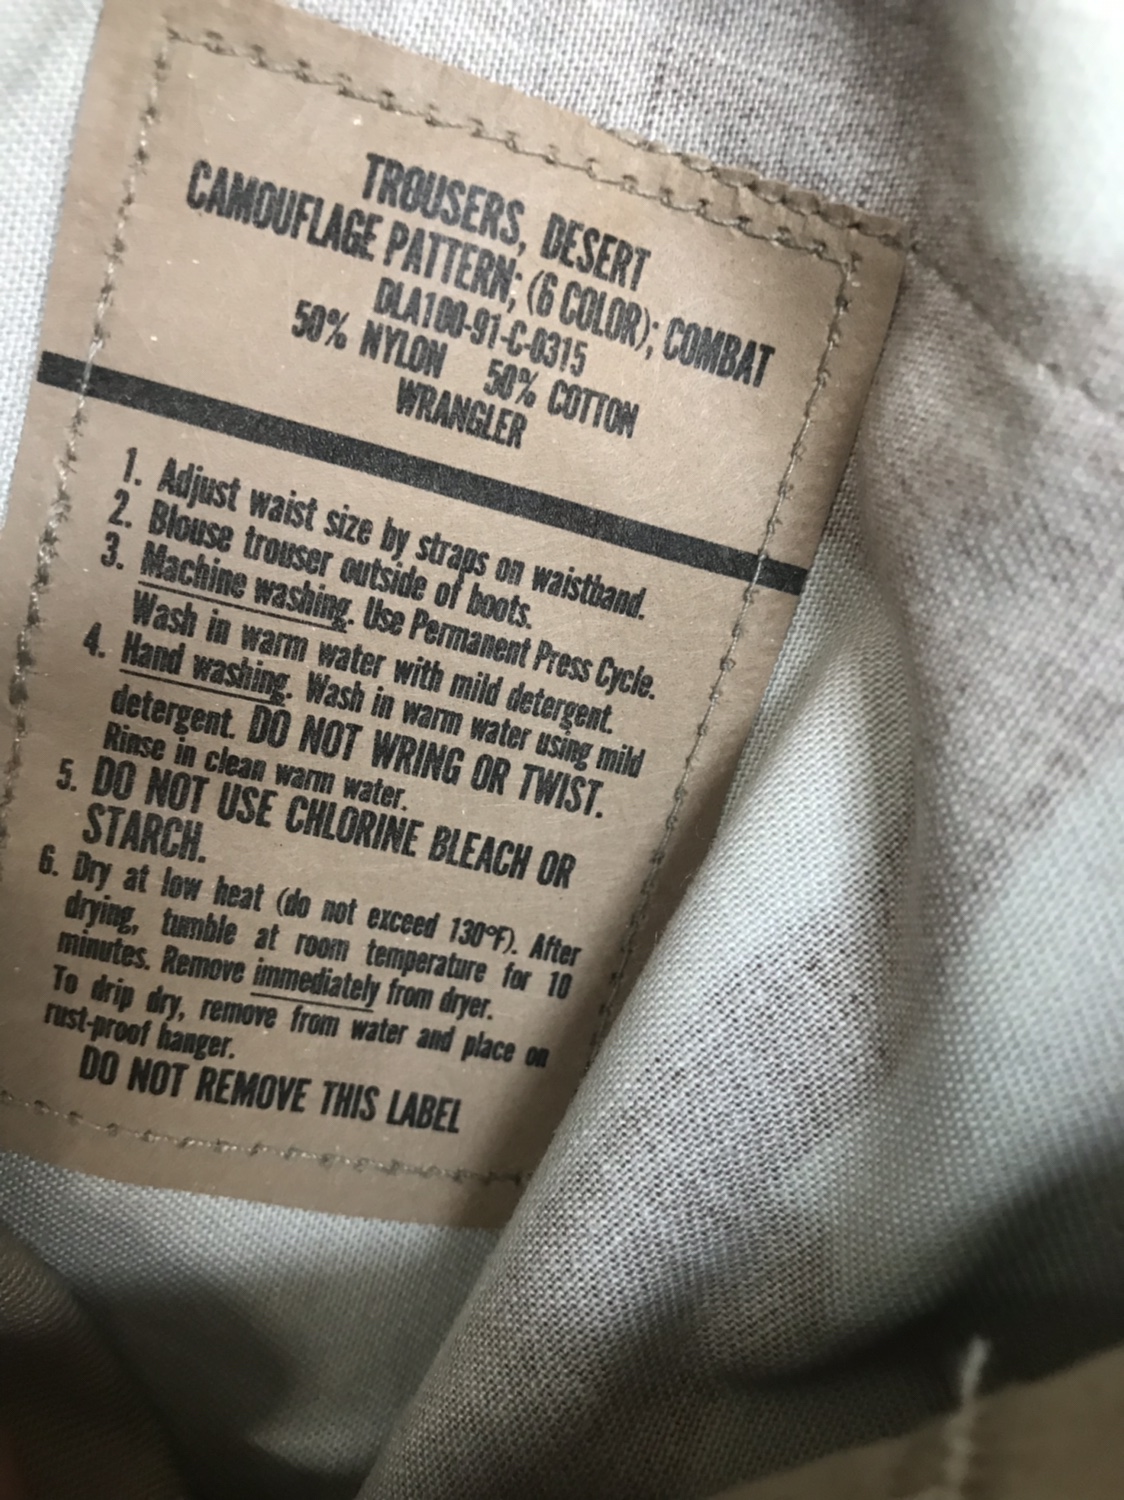 TROUSERS, DESERT
CAMOUFLAGE PATTERN; (6 COLOR); COMBAT
DLA100-91-C-0315
50% NYLON 50% COTTON
WRANGLER
1. Adjust waist size by straps on waistband.
2. Blouse trouser outside of boots.
3. Machine washing. Use Permanent Press Cycle.
Wash in warm water with mild detergent.
4. Hand washing. Wash in warm water using mild
detergent. DO NOT WRING OR TWIST.
Rinse in clean warm water.
5. DO NOT USE CHLORINE BLEACH OR
STARCH.
6. Dry at low heat (do not exceed 130°F). After
drying, tumble at room temperature for 10
minutes. Remove immediately from dryer.
To drip dry, remove from water and place on
rust-proof hanger.
DO NOT REMOVE THIS LABEL